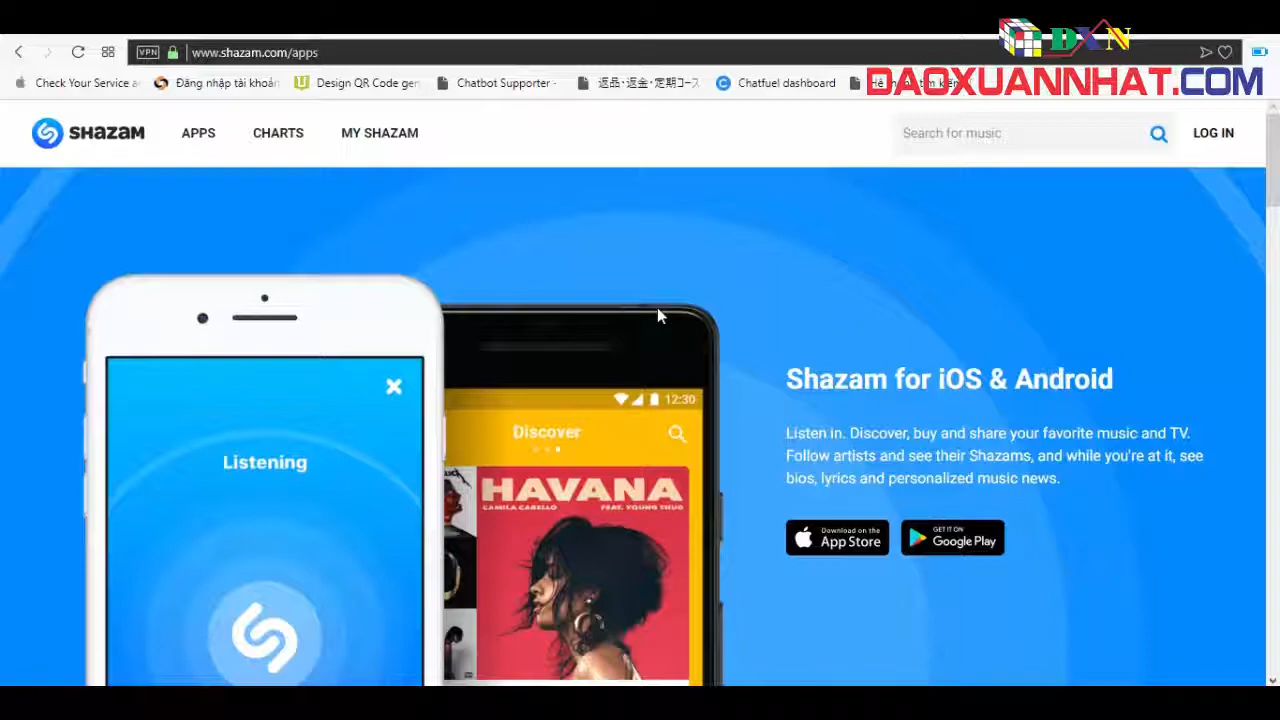 DXN
DAOXUANNHAT.COM
VPN www.shazam.com/apps
Check Your Service a
Đăng nhập tài khoản
Design QR Code ger
Chatbot Supporter -
返品・返金・定期コース
Chatfuel dashboard
SHAZAM
APPS
CHARTS
MY SHAZAM
Search for music
LOG IN
12:30
Discover
Listening
HAVANA
CAMILA CABELLO FEAT. YOUNG THUG
Shazam for iOS & Android
Listen in. Discover, buy and share your favorite music and TV.
Follow artists and see their Shazams, and while you're at it, see
bios, lyrics and personalized music news.
Download on the
App Store
GET IT ON
Google Play